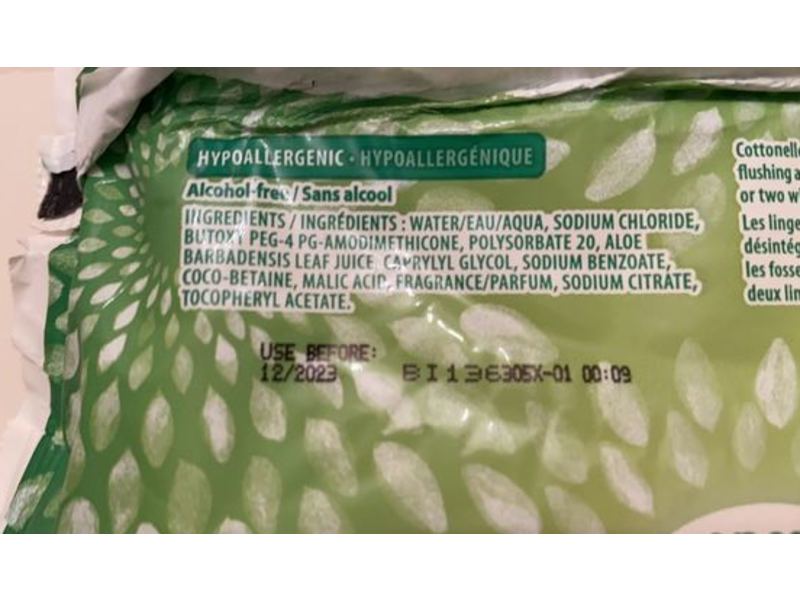 HYPOALLERGENIC · HYPOALLERGÉNIQUE
Alcohol-free / Sans alcool
INGREDIENTS / INGRÉDIENTS : WATER/EAU/AQUA, SODIUM CHLORIDE,
BUTOXY PEG-4 PG-AMODIMETHICONE, POLYSORBATE 20, ALOE
BARBADENSIS LEAF JUICE, CAPRYLYL GLYCOL, SODIUM BENZOATE,
COCO-BETAINE, MALIC ACID, FRAGRANCE/PARFUM, SODIUM CITRATE,
TOCOPHERYL ACETATE.
USE BEFORE:
12/2023 BI136305X-01 00:09
Cottonelle
flushing a
or two w
Les linge
désintég
les fosse
deux lin